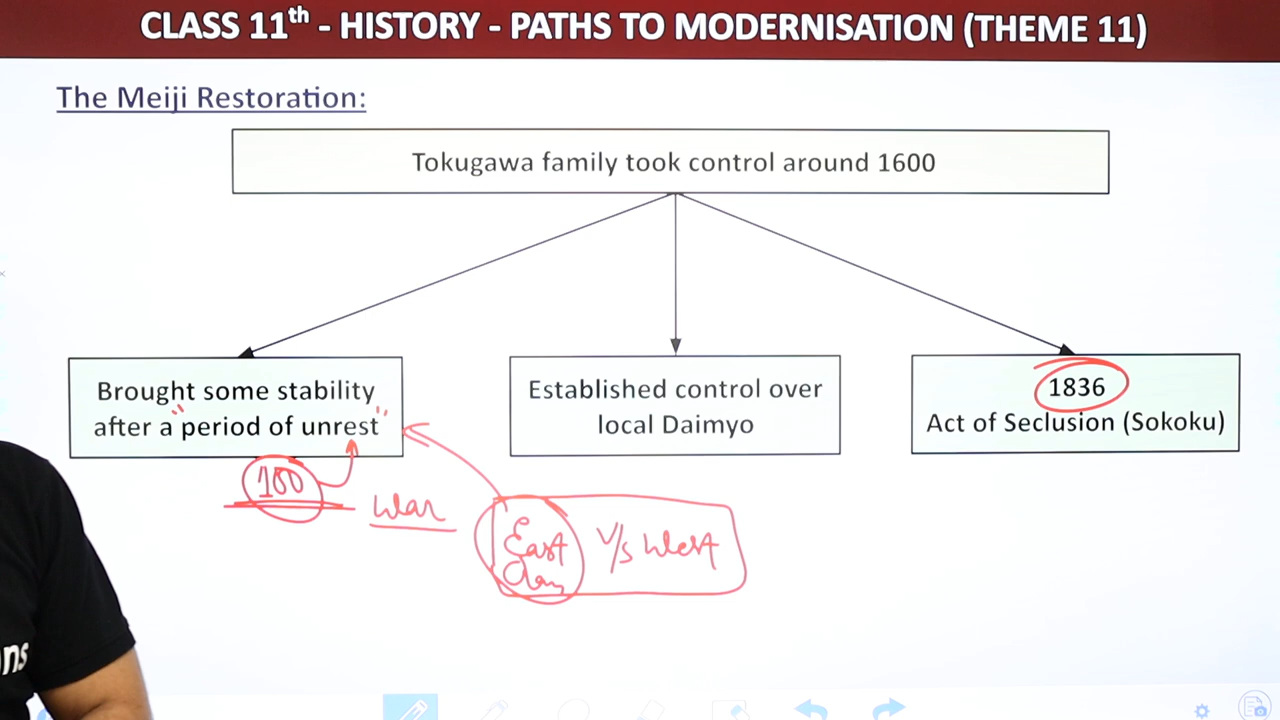 CLASS 11th - HISTORY - PATHS TO MODERNISATION (THEME 11)
The Meiji Restoration:
Tokugawa family took control around 1600
Brought some stability
after a "period of unrest"
Established control over
local Daimyo
1836
Act of Seclusion (Sokoku)
100
War
East V/s West
Clan
ns